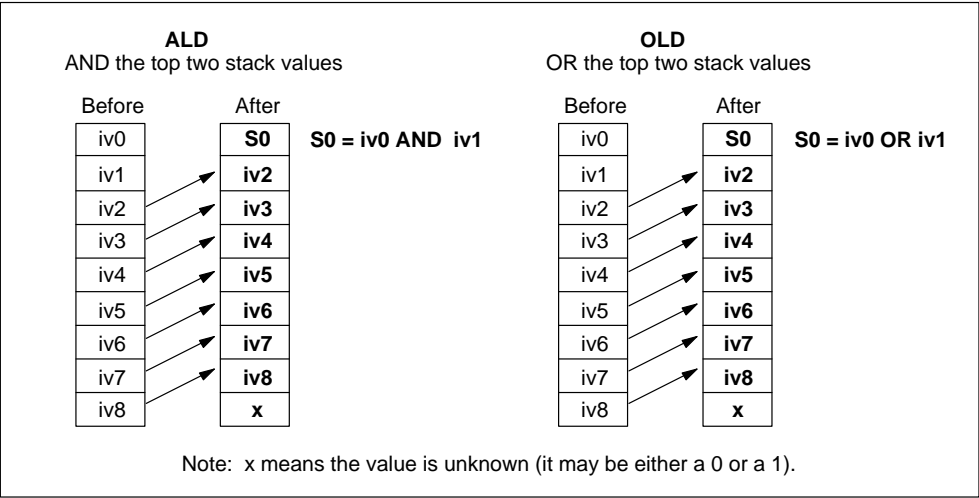 ALD
AND the top two stack values
Before After
iv0 S0 S0 = iv0 AND iv1
iv1 iv2
iv2 iv3
iv3 iv4
iv4 iv5
iv5 iv6
iv6 iv7
iv7 iv8
iv8 x
OLD
OR the top two stack values
Before After
iv0 S0 S0 = iv0 OR iv1
iv1 iv2
iv2 iv3
iv3 iv4
iv4 iv5
iv5 iv6
iv6 iv7
iv7 iv8
iv8 x
Note: x means the value is unknown (it may be either a 0 or a 1).